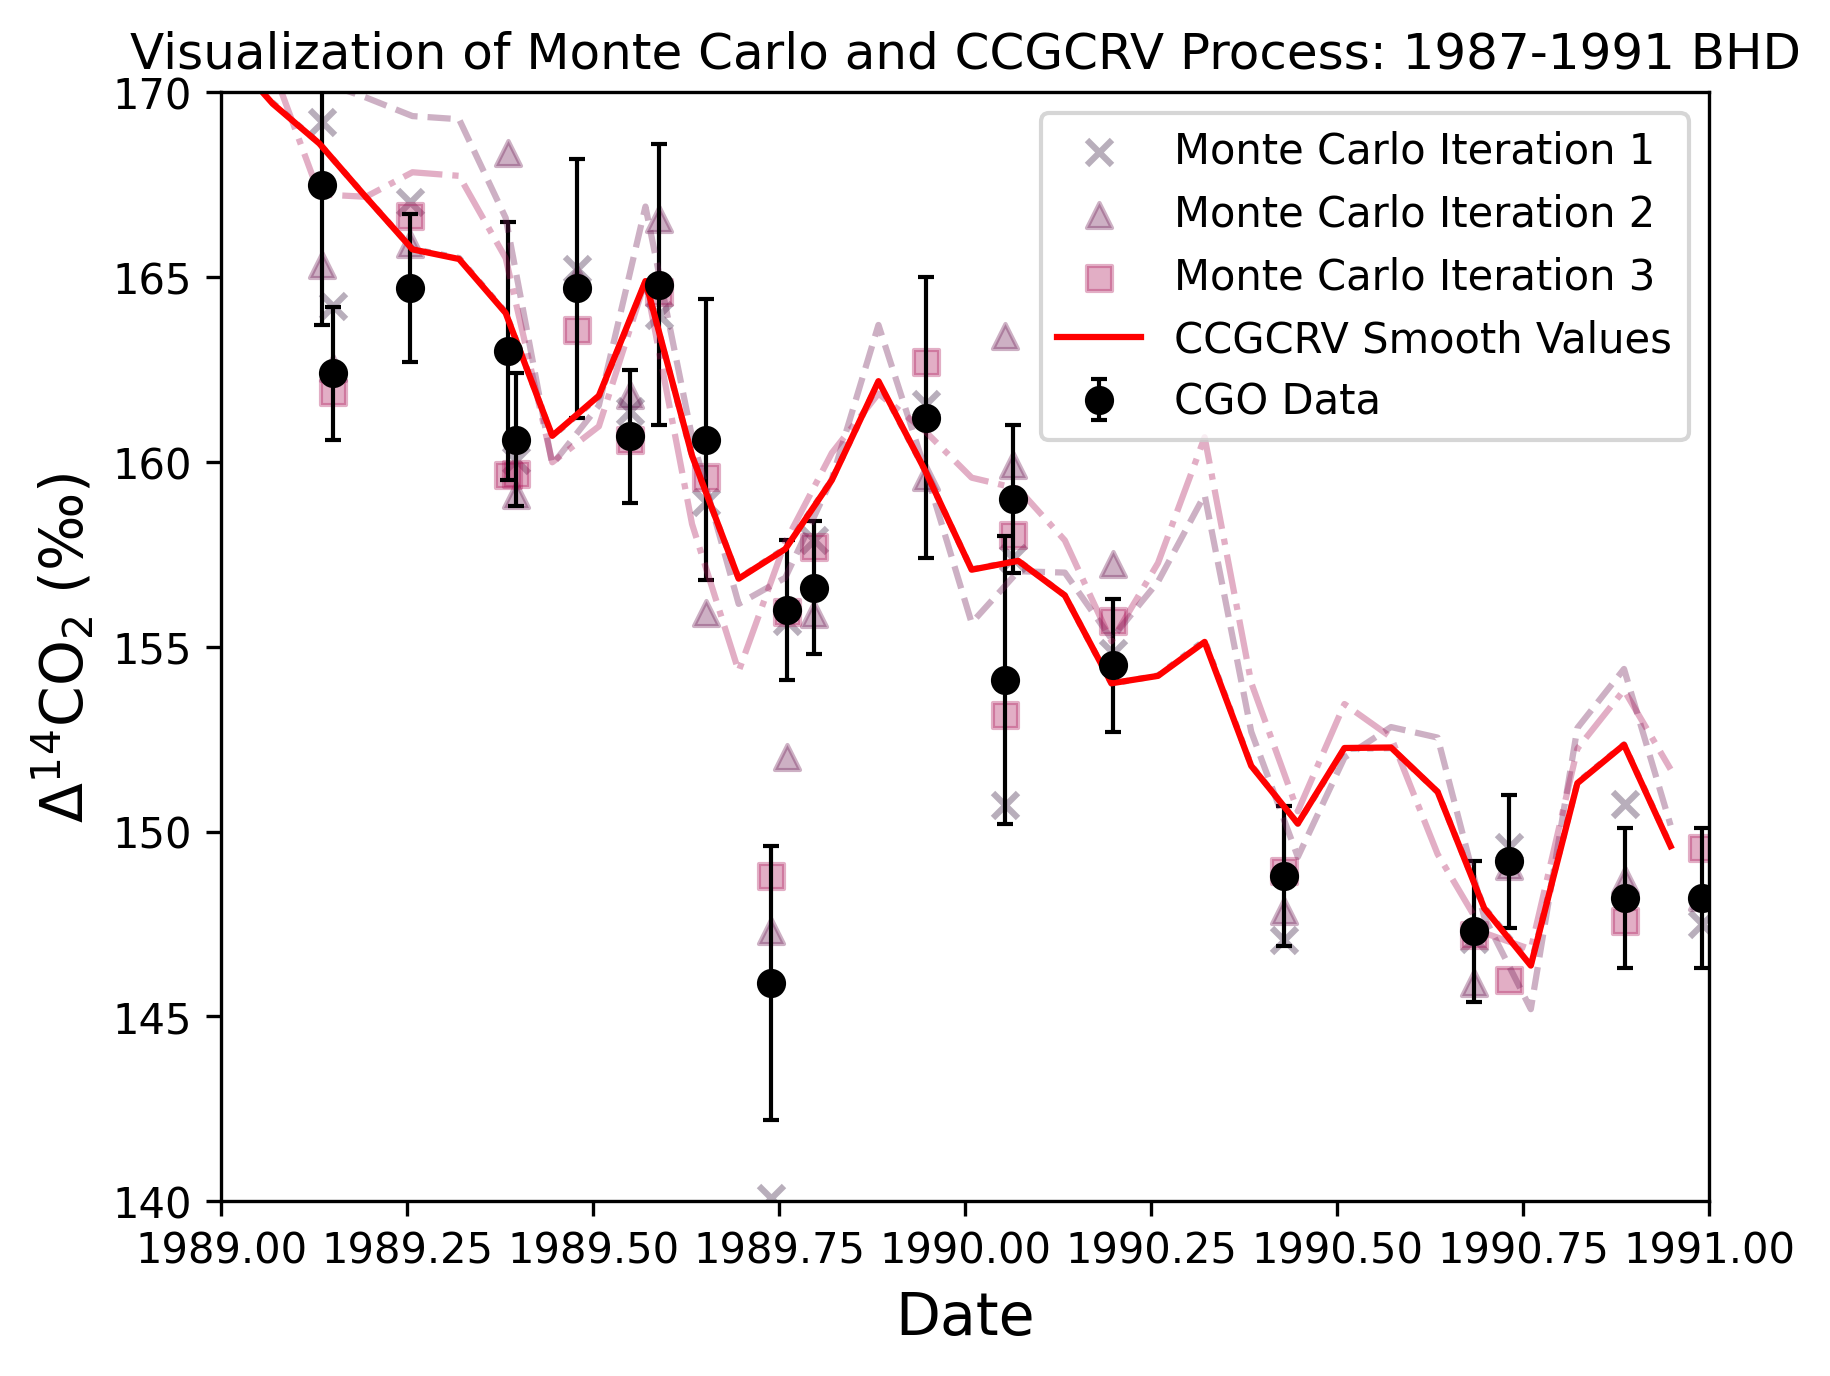 Visualization of Monte Carlo and CCGCRV Process: 1987-1991 BHD
Monte Carlo Iteration 1
Monte Carlo Iteration 2
Monte Carlo Iteration 3
CCGCRV Smooth Values
CGO Data
170
165
160
155
150
145
140
Δ¹⁴CO₂ (‰)
1989.00 1989.25 1989.50 1989.75 1990.00 1990.25 1990.50 1990.75 1991.00
Date